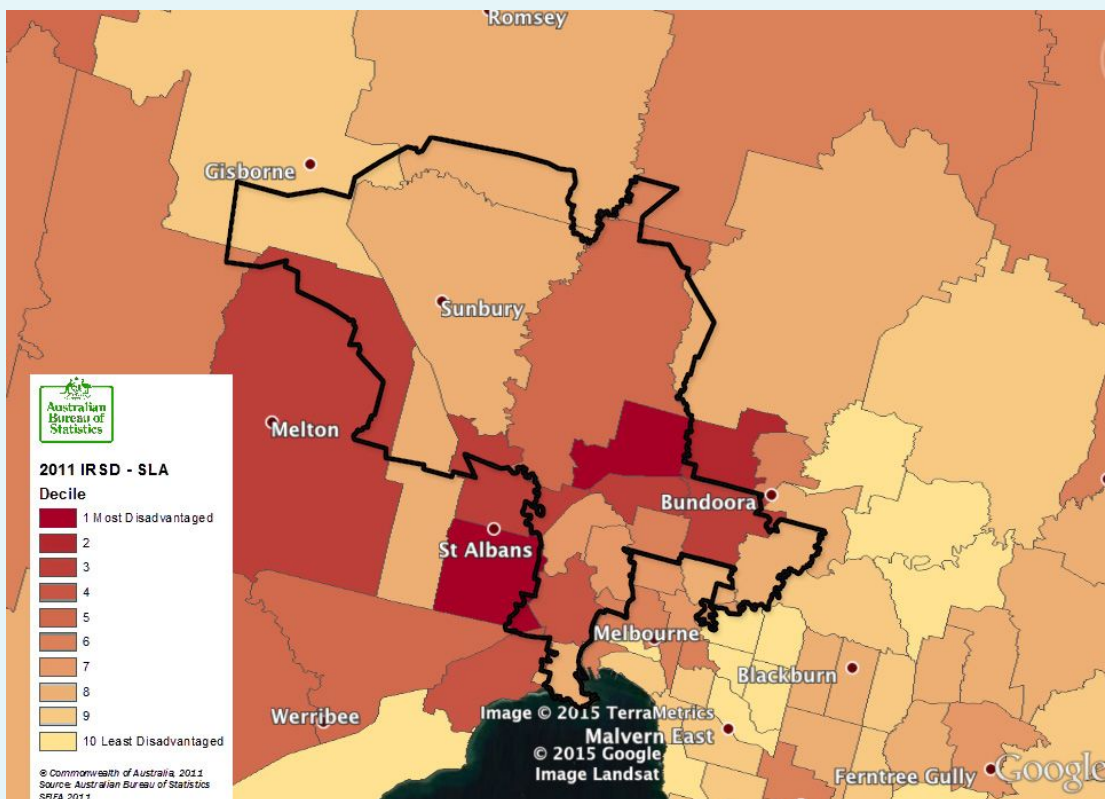 Romsey
Gisborne
Sunbury
Melton
Bundoora
St Albans
Melbourne
Blackburn
Werribee
Image © 2015 TerraMetrics
Malvern East
© 2015 Google
Image Landsat
Ferntree Gully
Google
Australian
Bureau of
Statistics
2011 IRSD - SLA
Decile
1 Most Disadvantaged
2
3
4
5
6
7
8
9
10 Least Disadvantaged
© Commonwealth of Australia, 2011
Source: Australian Bureau of Statistics
SEIFA 2011